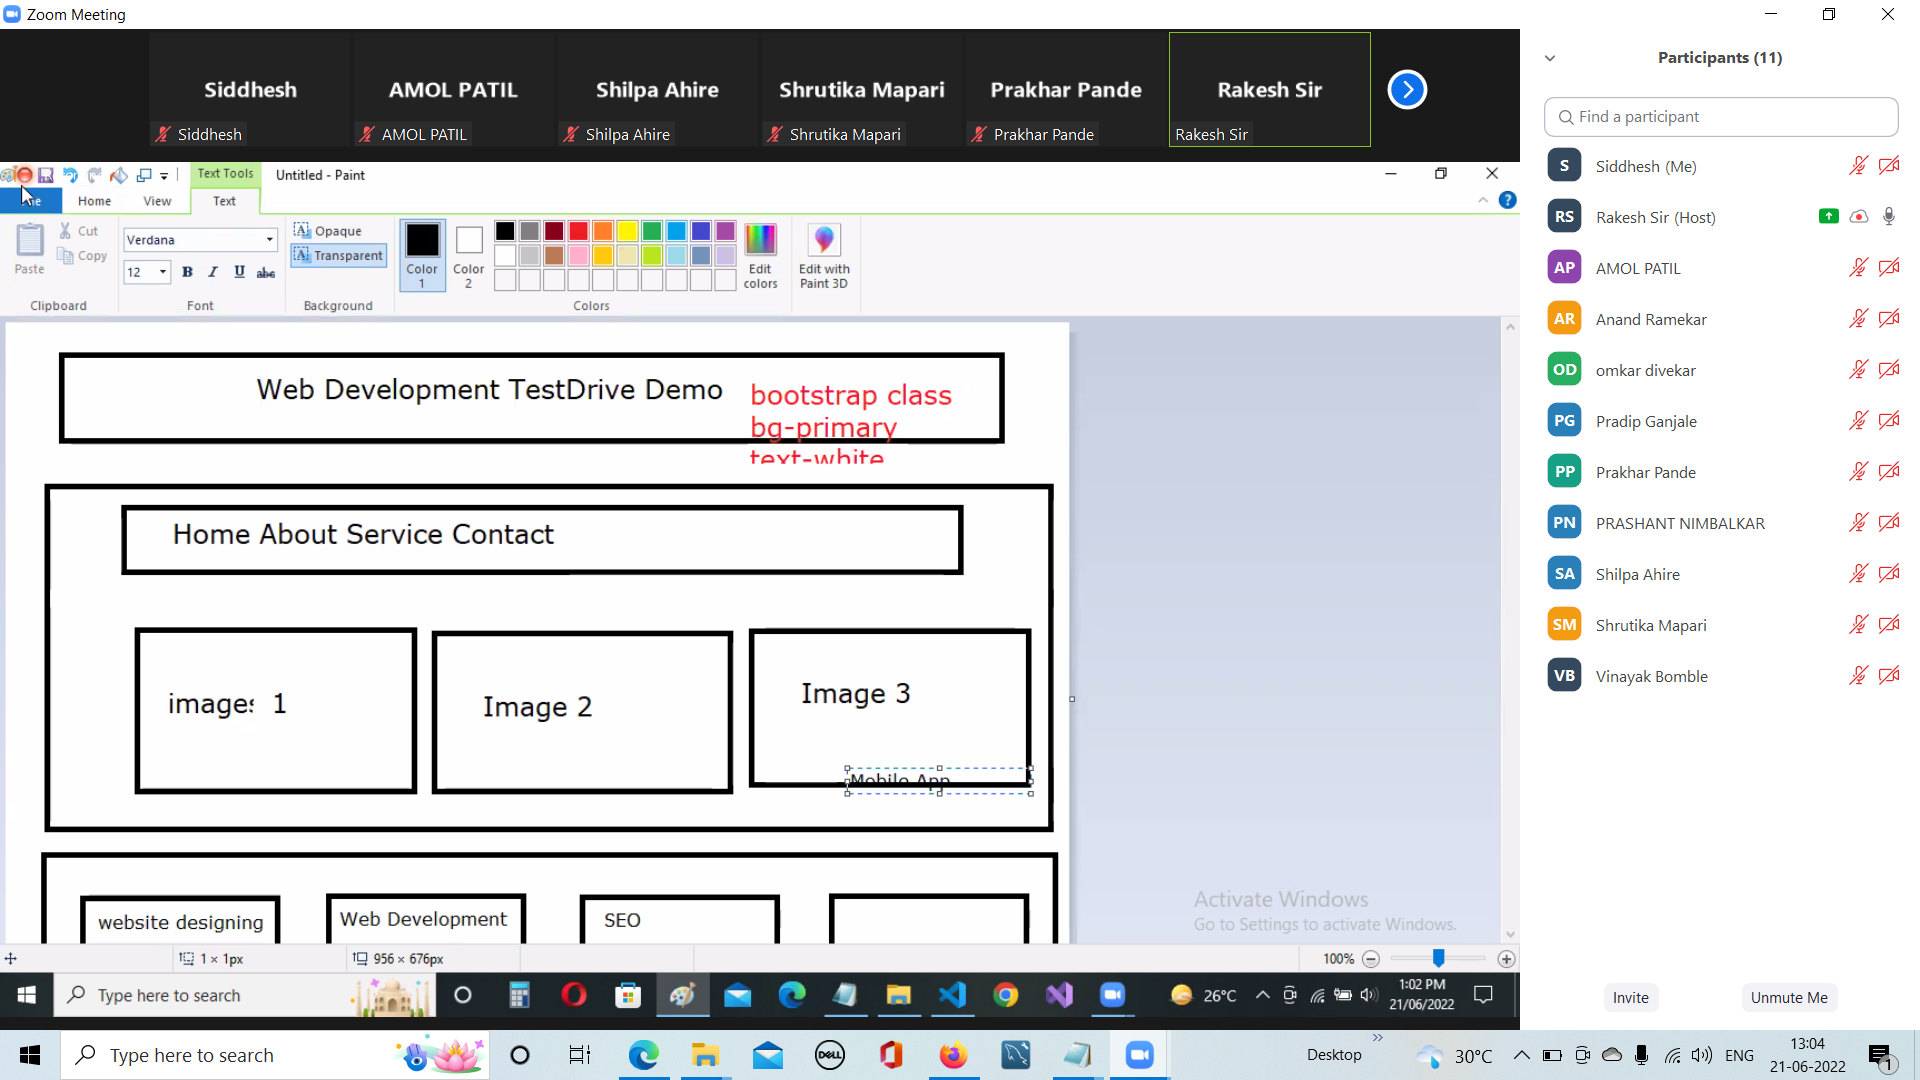 Zoom Meeting
Siddhesh
AMOL PATIL
Shilpa Ahire
Shrutika Mapari
Prakhar Pande
Rakesh Sir
Siddhesh
AMOL PATIL
Shilpa Ahire
Shrutika Mapari
Prakhar Pande
Rakesh Sir
Text Tools
Untitled - Paint
Home
View
Text
Paste
Cut
Copy
Clipboard
Verdana
12
B I U abc
Font
Opaque
Transparent
Background
Color 1
Color 2
Edit colors
Edit with Paint 3D
Colors
Web Development TestDrive Demo
bootstrap class
bg-primary
text-white
Home About Service Contact
images 1
Image 2
Image 3
Mobile App
website designing
Web Development
SEO
Activate Windows
Go to Settings to activate Windows.
1 × 1px
956 × 676px
100%
Type here to search
26°C
1:02 PM
21/06/2022
Participants (11)
Find a participant
S Siddhesh (Me)
RS Rakesh Sir (Host)
AP AMOL PATIL
AR Anand Ramekar
OD omkar divekar
PG Pradip Ganjale
PP Prakhar Pande
PN PRASHANT NIMBALKAR
SA Shilpa Ahire
SM Shrutika Mapari
VB Vinayak Bomble
Invite
Unmute Me
Type here to search
DELL
Desktop
30°C
ENG
13:04
21-06-2022
1